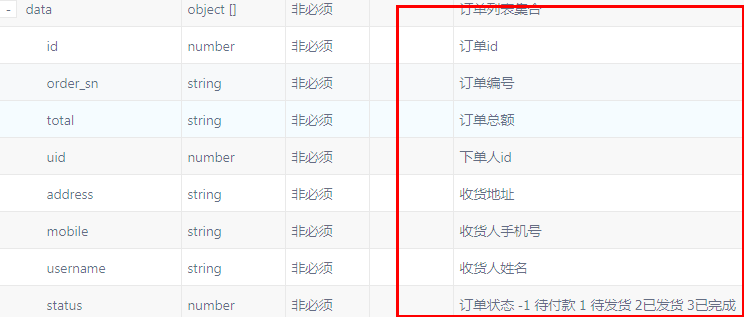 - data object [] 非必须 订单列表集合
id number 非必须 订单id
order_sn string 非必须 订单编号
total string 非必须 订单总额
uid number 非必须 下单人id
address string 非必须 收货地址
mobile string 非必须 收货人手机号
username string 非必须 收货人姓名
status number 非必须 订单状态 -1 待付款 1 待发货 2已发货 3已完成